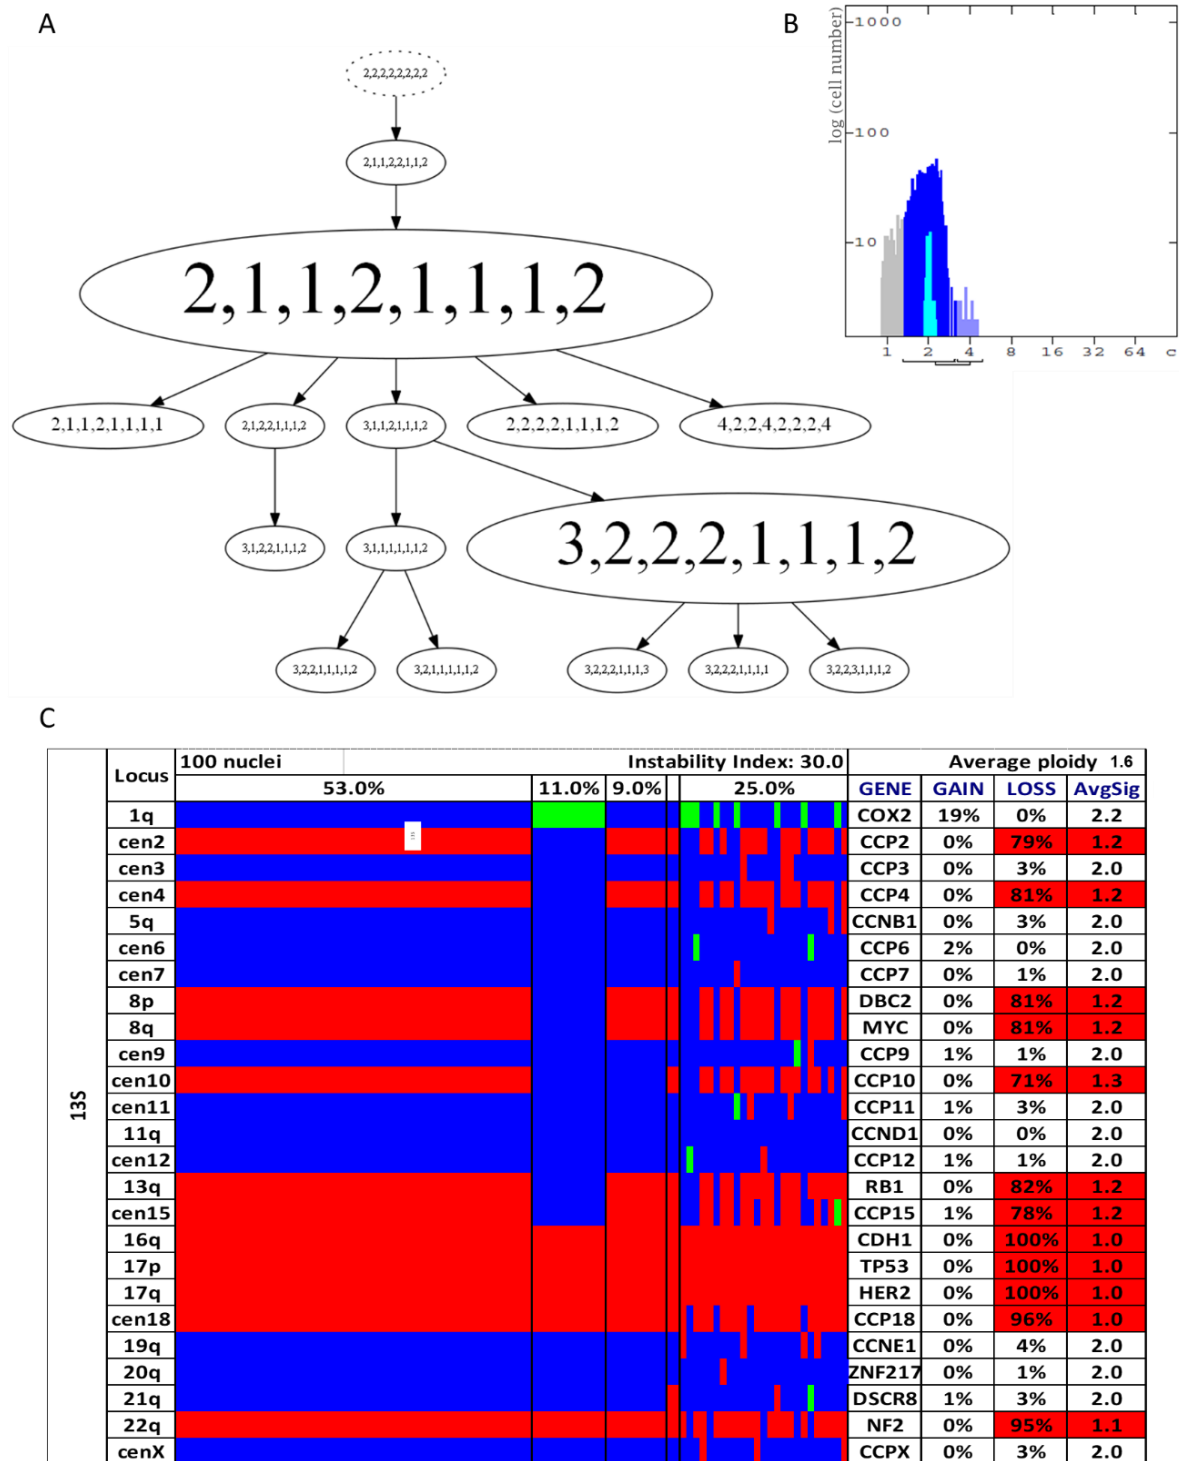 A
2,2,2,2,2,2,2,2
2,1,1,2,2,1,1,2
2,1,1,2,1,1,1,2
2,1,1,2,1,1,1,1
2,1,2,2,1,1,1,2
3,1,1,2,1,1,1,2
2,2,2,2,1,1,1,2
4,2,2,4,2,2,2,4
3,1,2,2,1,1,1,2
3,1,1,1,1,1,1,2
3,2,2,2,1,1,1,2
3,2,2,1,1,1,1,2
3,2,1,1,1,1,1,2
3,2,2,2,1,1,1,3
3,2,2,2,1,1,1,1
3,2,2,3,1,1,1,2
B
log (cell number)
1000
100
10
1 2 4 8 16 32 64 c
C
13S
Locus 100 nuclei Instability Index: 30.0 Average ploidy 1.6
53.0% 11.0% 9.0% 25.0% GENE GAIN LOSS AvgSig
1q COX2 19% 0% 2.2
cen2 CCP2 0% 79% 1.2
cen3 CCP3 0% 3% 2.0
cen4 CCP4 0% 81% 1.2
5q CCNB1 0% 3% 2.0
cen6 CCP6 2% 0% 2.0
cen7 CCP7 0% 1% 2.0
8p DBC2 0% 81% 1.2
8q MYC 0% 81% 1.2
cen9 CCP9 1% 1% 2.0
cen10 CCP10 0% 71% 1.3
cen11 CCP11 1% 3% 2.0
11q CCND1 0% 0% 2.0
cen12 CCP12 1% 1% 2.0
13q RB1 0% 82% 1.2
cen15 CCP15 1% 78% 1.2
16q CDH1 0% 100% 1.0
17p TP53 0% 100% 1.0
17q HER2 0% 100% 1.0
cen18 CCP18 0% 96% 1.0
19q CCNE1 0% 4% 2.0
20q ZNF217 0% 1% 2.0
21q DSCR8 1% 3% 2.0
22q NF2 0% 95% 1.1
cenX CCPX 0% 3% 2.0